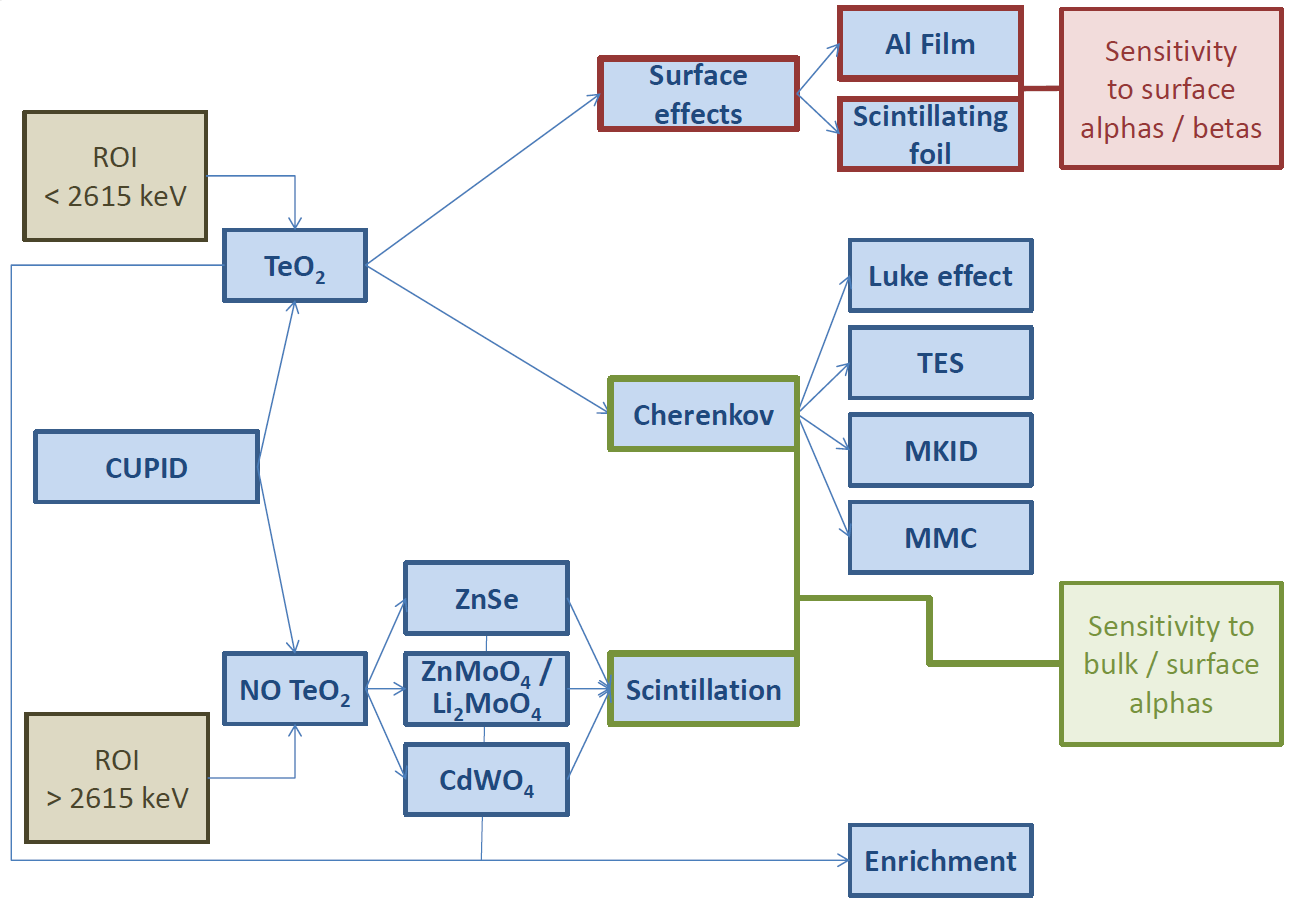 Al Film
Sensitivity
to surface
alphas / betas
Surface
effects
Scintillating
foil
ROI
< 2615 keV
TeO₂
Luke effect
TES
Cherenkov
MKID
CUPID
MMC
ZnSe
Sensitivity to
bulk / surface
alphas
NO TeO₂
ZnMoO₄ /
Li₂MoO₄
Scintillation
ROI
> 2615 keV
CdWO₄
Enrichment